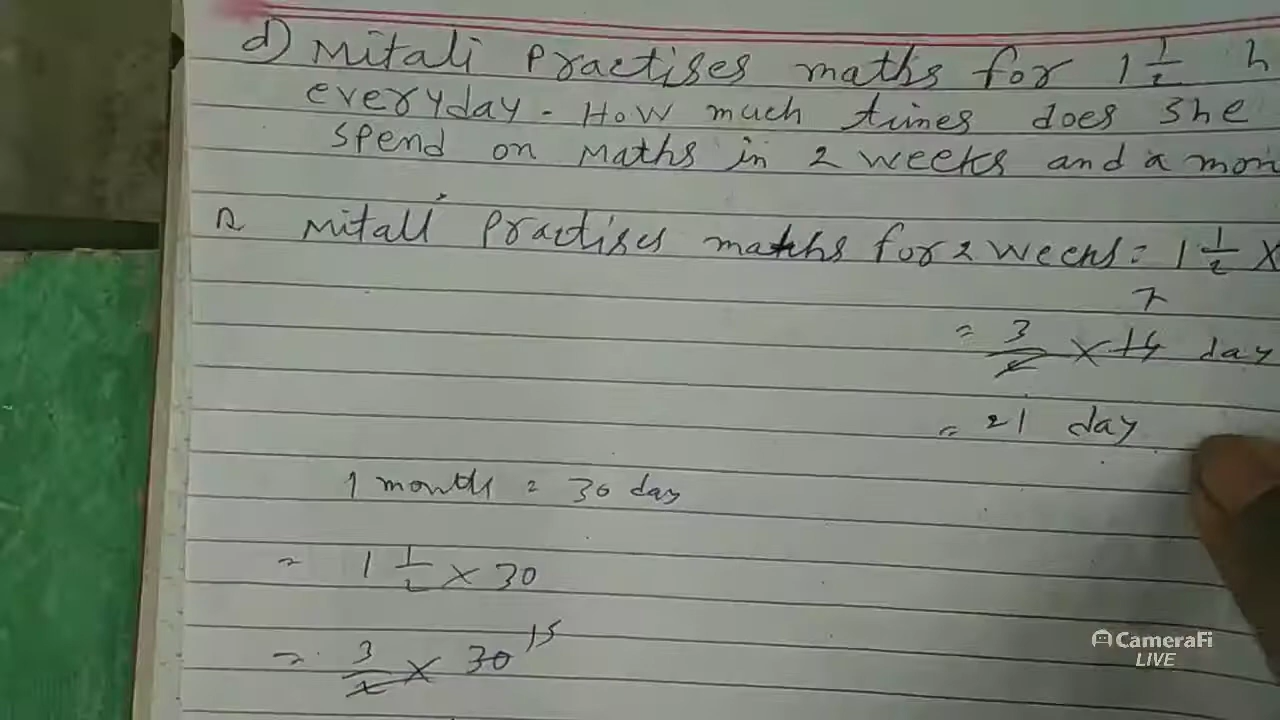 d) Mitali Practises maths for 1 1/2 h
everyday. How much times does she
spend on Maths in 2 weeks and a mon
Mitali Practises maths for 2 weeks = 1 1/2 X
7
= 3/2 X 14 day
= 21 day
1 month = 30 day
= 1 1/2 X 30
= 3/2 X 30 15
CameraFi
LIVE